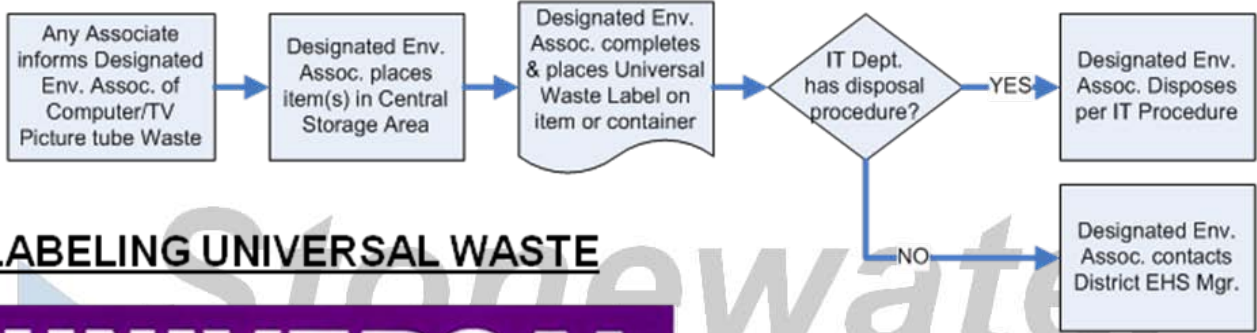 Any Associate
informs Designated
Env. Assoc. of
Computer/TV
Picture tube Waste
Designated Env.
Assoc. places
item(s) in Central
Storage Area
Designated Env.
Assoc. completes
& places Universal
Waste Label on
item or container
IT Dept.
has disposal
procedure?
YES
Designated Env.
Assoc. Disposes
per IT Procedure
NO
Designated Env.
Assoc. contacts
District EHS Mgr.
LABELING UNIVERSAL WASTE
Stonewate
UNIVERSAL